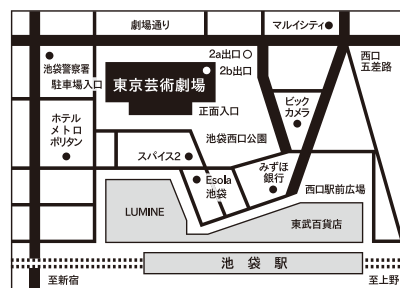 劇場通り
マルイシティ
2a出口
西口
五差路
池袋警察署
駐車場入口
2b出口
東京芸術劇場
正面入口
ホテル
メトロ
ポリタン
池袋西口公園
ビック
カメラ
スパイス2
Esola
池袋
みずほ
銀行
西口駅前広場
LUMINE
東武百貨店
池袋駅
至新宿
至上野